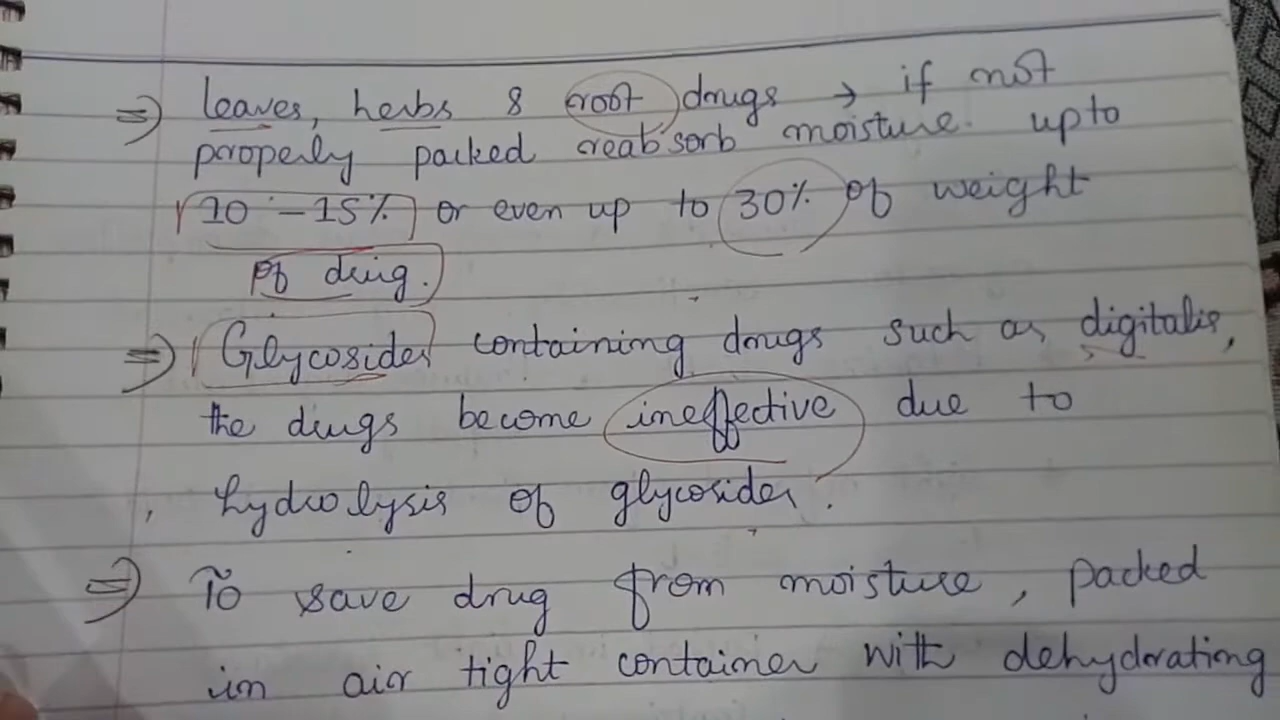 ⇒ leaves, herbs & root drugs → if not
properly packed reabsorb moisture upto
10-15% or even up to 30% of weight
of drug.
⇒ Glycosides containing drugs such as digitalis,
the drugs become ineffective due to
hydrolysis of glycosides.
⇒ To save drug from moisture, packed
in air tight container with dehydrating